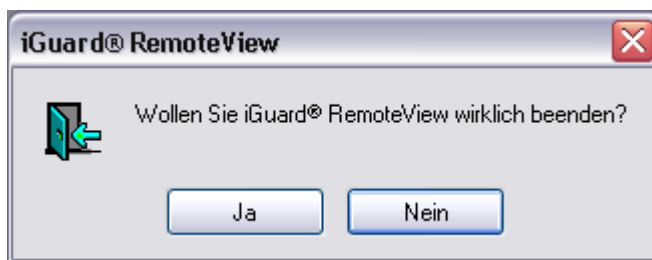 iGuard® RemoteView
Wollen Sie iGuard® RemoteView wirklich beenden?
Ja
Nein